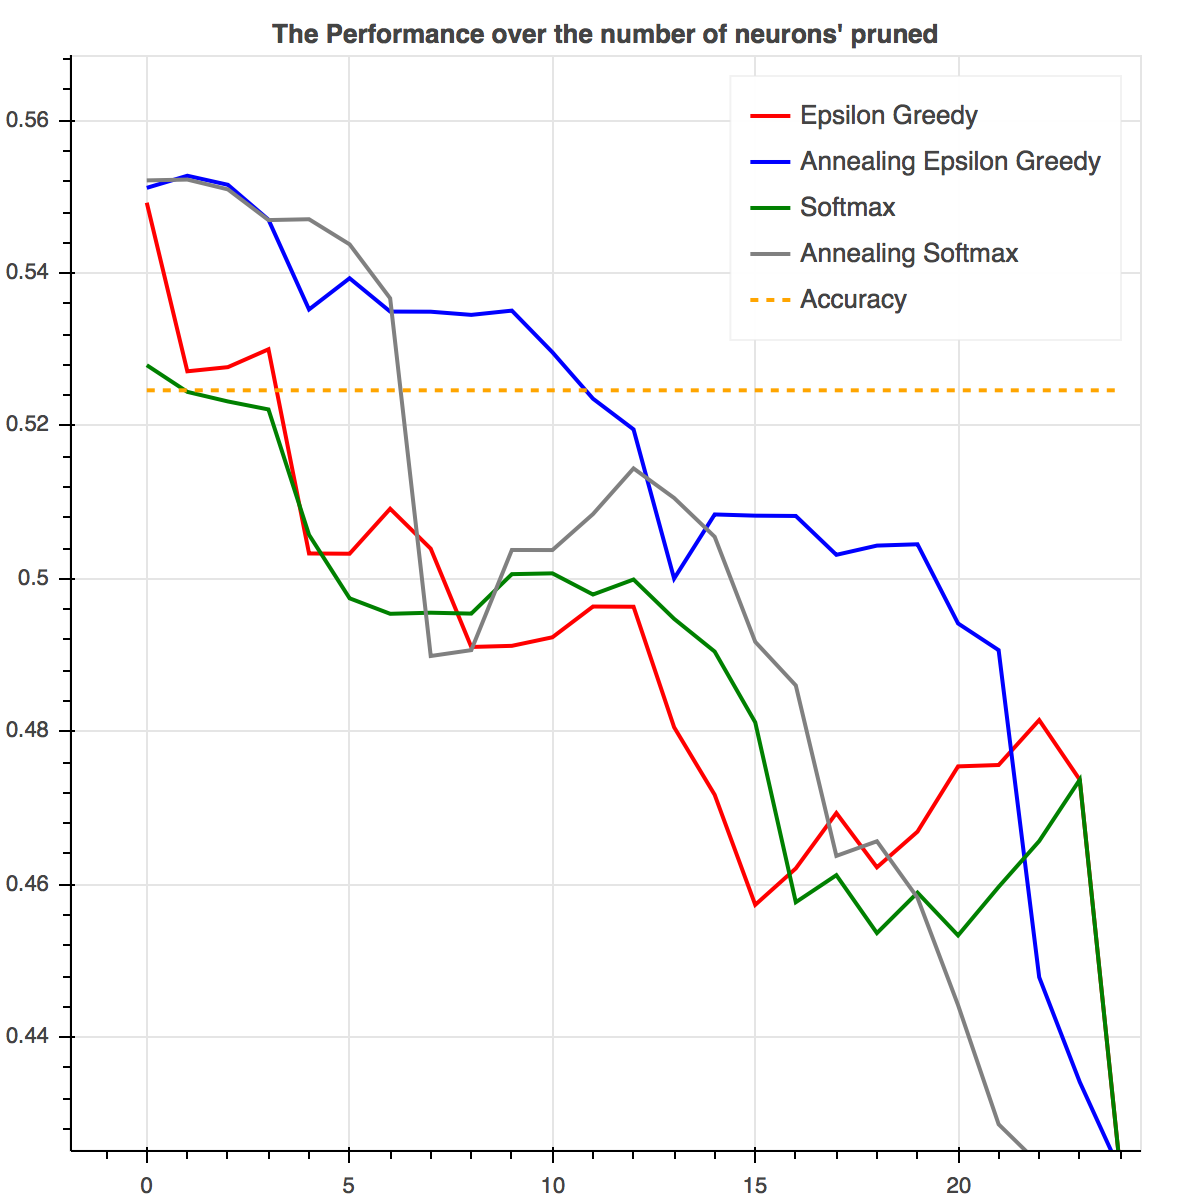 The Performance over the number of neurons' pruned
Epsilon Greedy
Annealing Epsilon Greedy
Softmax
Annealing Softmax
Accuracy
0.56
0.54
0.52
0.5
0.48
0.46
0.44
0 5 10 15 20